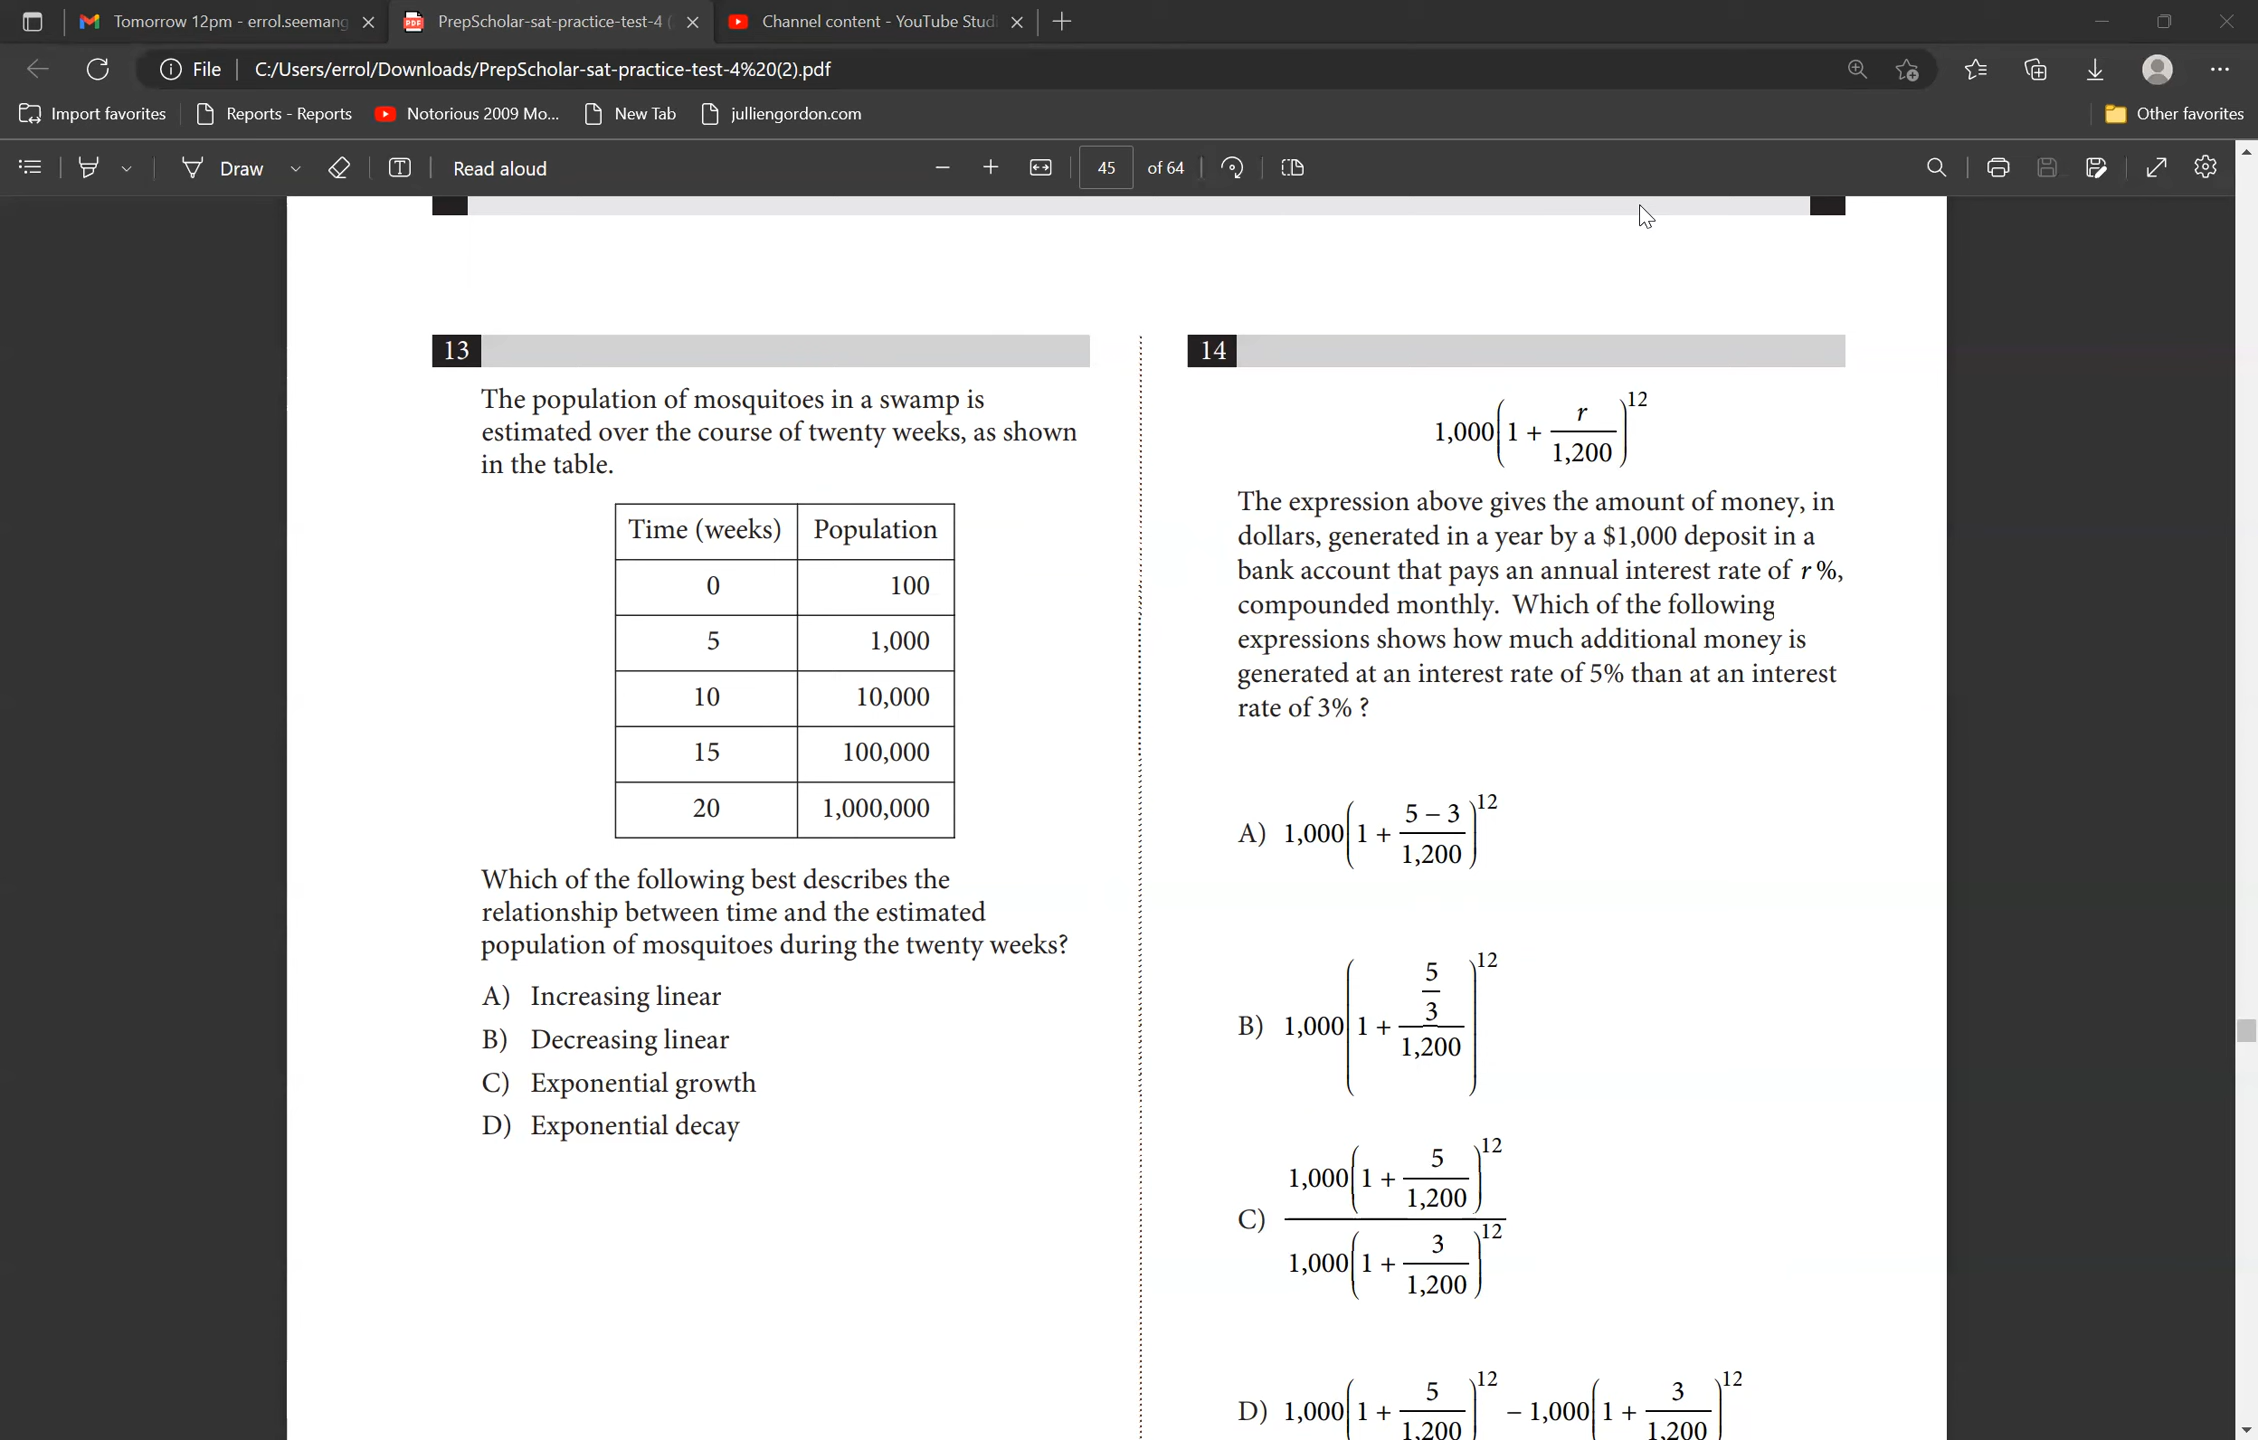 Tomorrow 12pm - errol.seemang
PrepScholar-sat-practice-test-4 (
Channel content - YouTube Studi
File
C:/Users/errol/Downloads/PrepScholar-sat-practice-test-4%20(2).pdf
Import favorites
Reports - Reports
Notorious 2009 Mo...
New Tab
julliengordon.com
Other favorites
Draw
Read aloud
45 of 64
13
The population of mosquitoes in a swamp is
estimated over the course of twenty weeks, as shown
in the table.
Time (weeks) Population
0 100
5 1,000
10 10,000
15 100,000
20 1,000,000
Which of the following best describes the
relationship between time and the estimated
population of mosquitoes during the twenty weeks?
A) Increasing linear
B) Decreasing linear
C) Exponential growth
D) Exponential decay
14
1,000(1 + r/1,200)^12
The expression above gives the amount of money, in
dollars, generated in a year by a $1,000 deposit in a
bank account that pays an annual interest rate of r%,
compounded monthly. Which of the following
expressions shows how much additional money is
generated at an interest rate of 5% than at an interest
rate of 3% ?
A) 1,000(1 + (5 − 3)/1,200)^12
B) 1,000(1 + (5/3)/1,200)^12
C) 1,000(1 + 5/1,200)^12 / 1,000(1 + 3/1,200)^12
D) 1,000(1 + 5/1,200)^12 − 1,000(1 + 3/1,200)^12